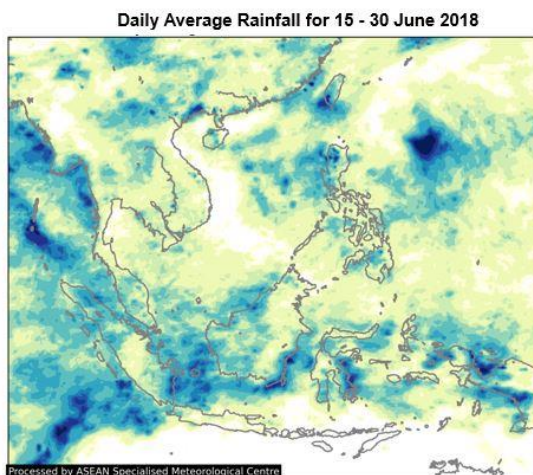 Daily Average Rainfall for 15 - 30 June 2018
Processed by ASEAN Specialised Meteorological Centre